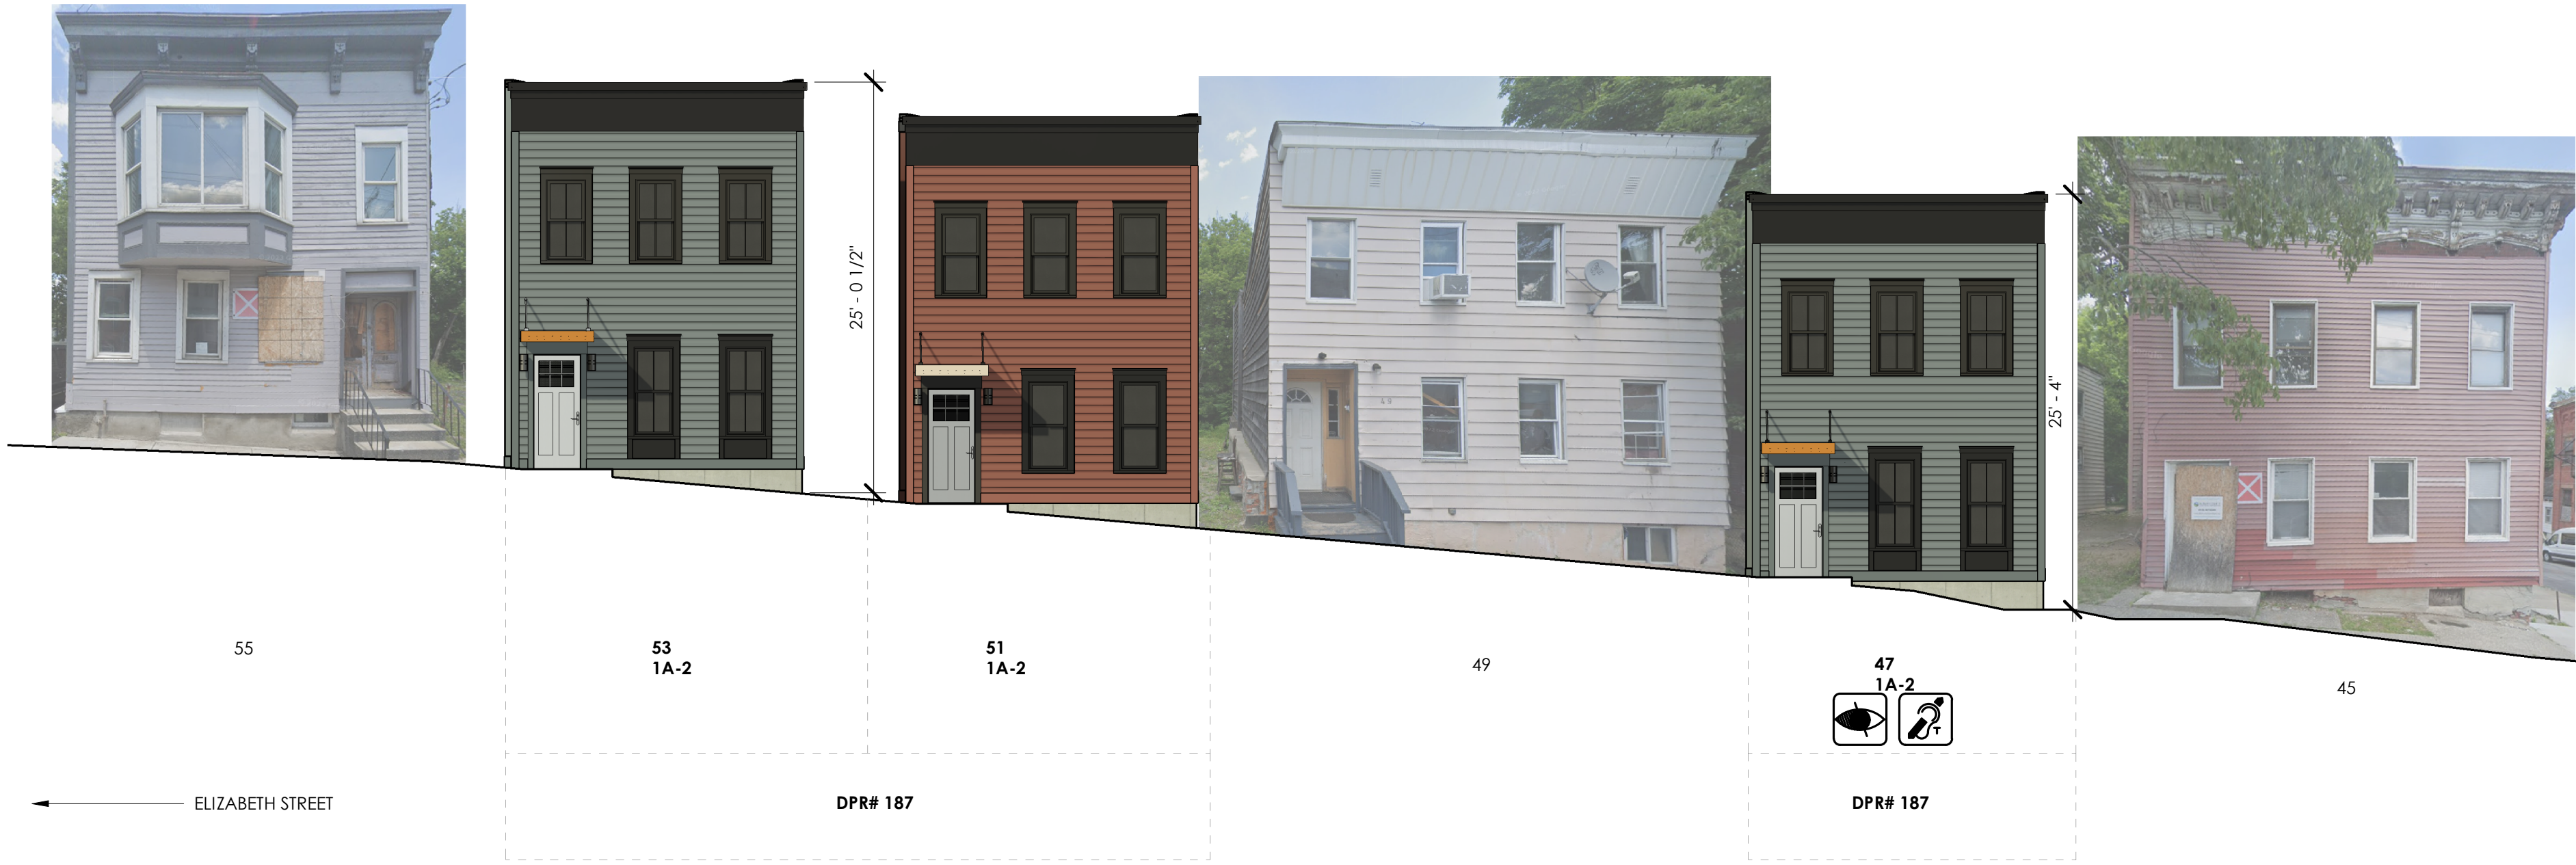 25' - 0 1/2"
25' - 4"
49
55
53
1A-2
51
1A-2
49
47
1A-2
T
45
ELIZABETH STREET
DPR# 187
DPR# 187